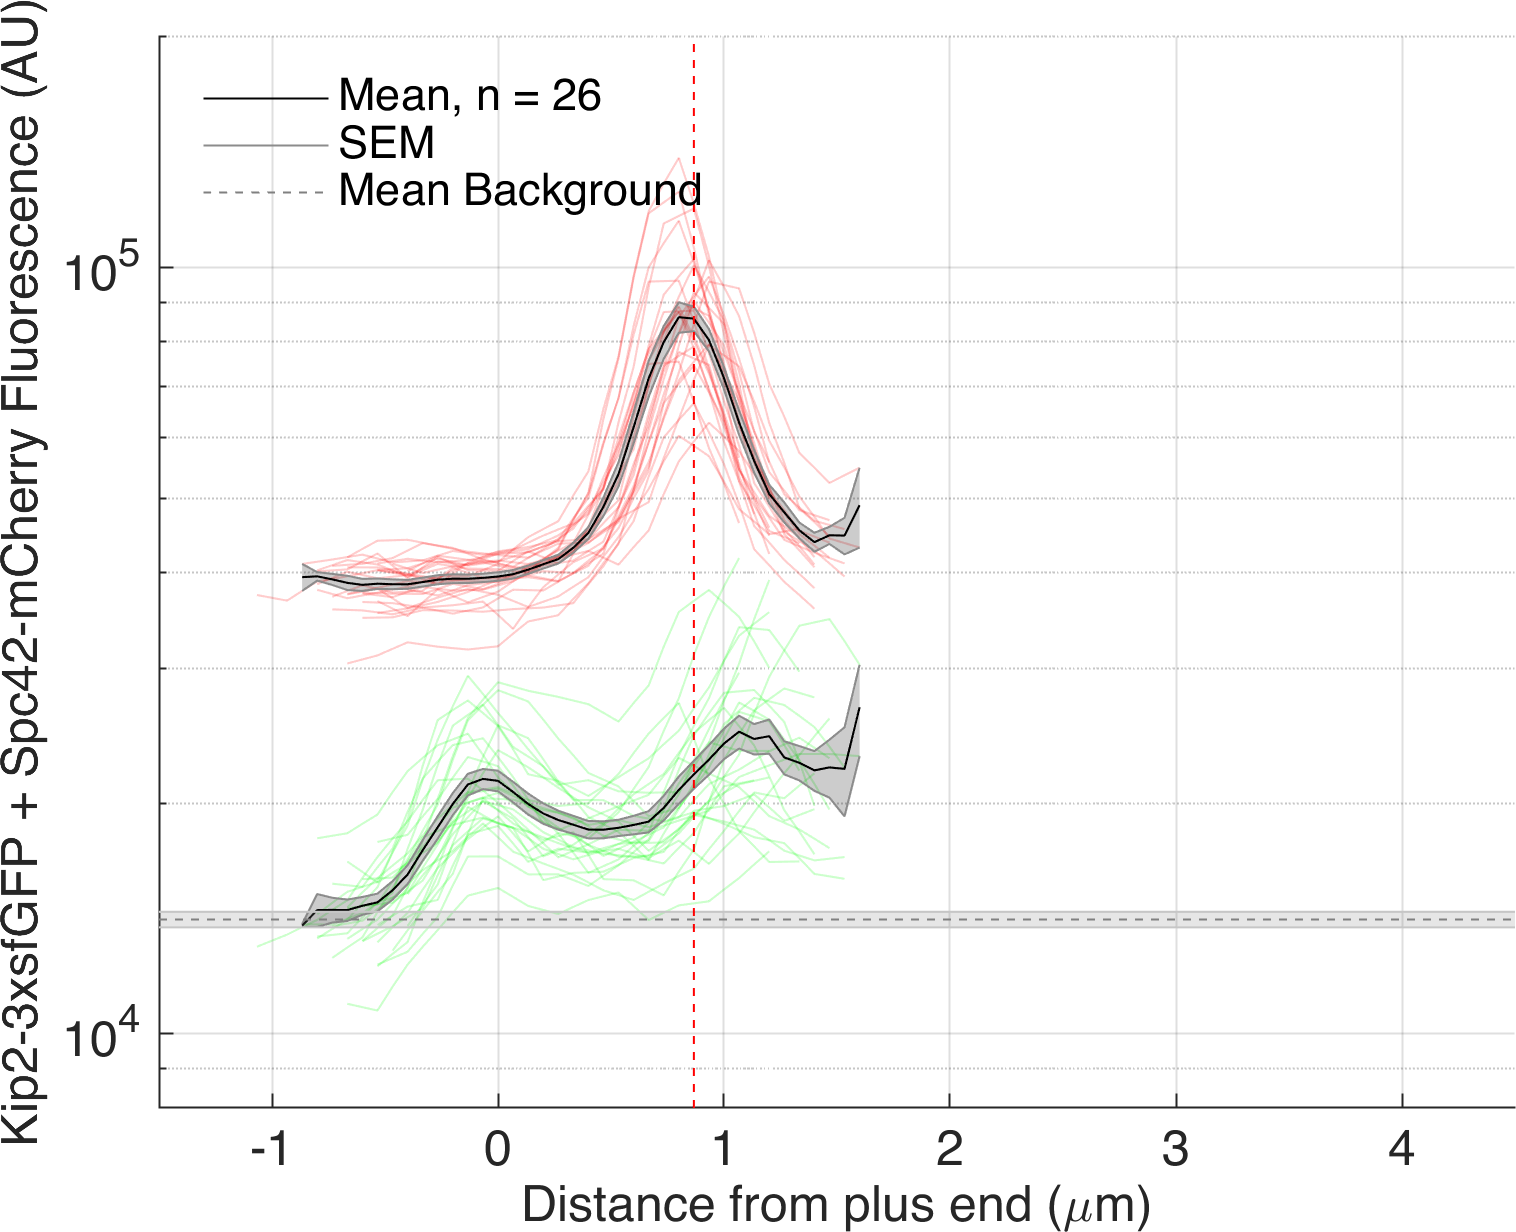 Kip2-3xsfGFP + Spc42-mCherry Fluorescence (AU)
Mean, n = 26
SEM
Mean Background
10^5
10^4
-1 0 1 2 3 4
Distance from plus end (μm)